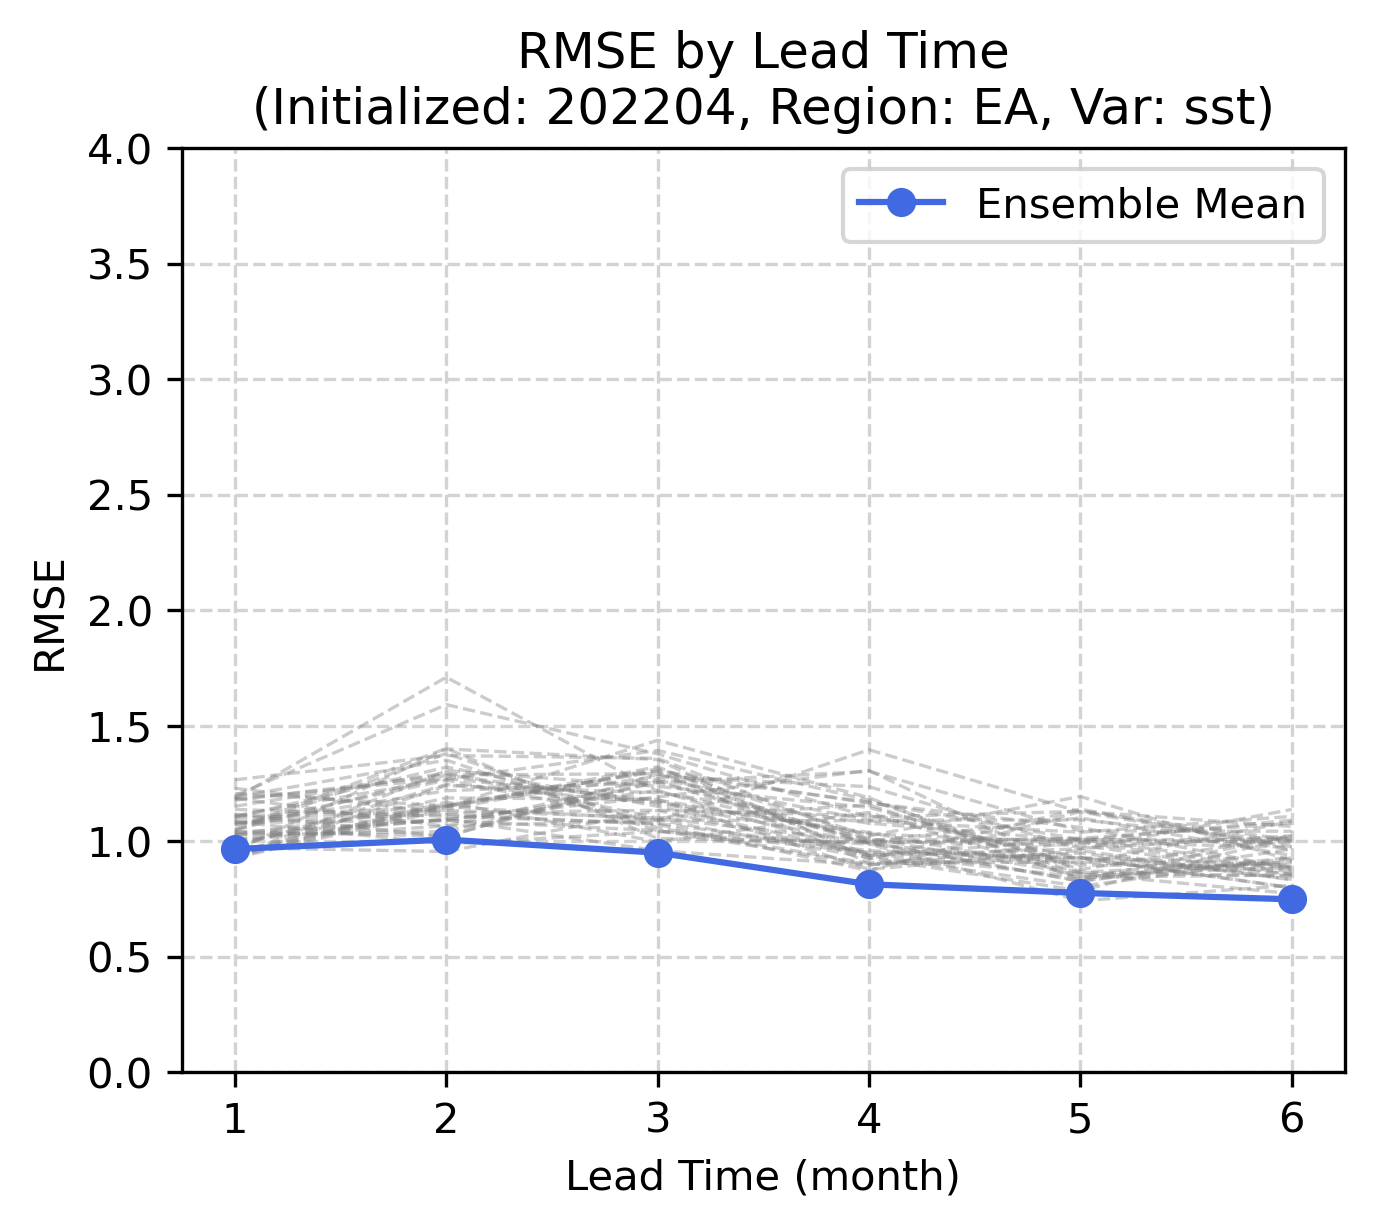 RMSE by Lead Time
(Initialized: 202204, Region: EA, Var: sst)
Ensemble Mean
RMSE
4.0
3.5
3.0
2.5
2.0
1.5
1.0
0.5
0.0
1 2 3 4 5 6
Lead Time (month)